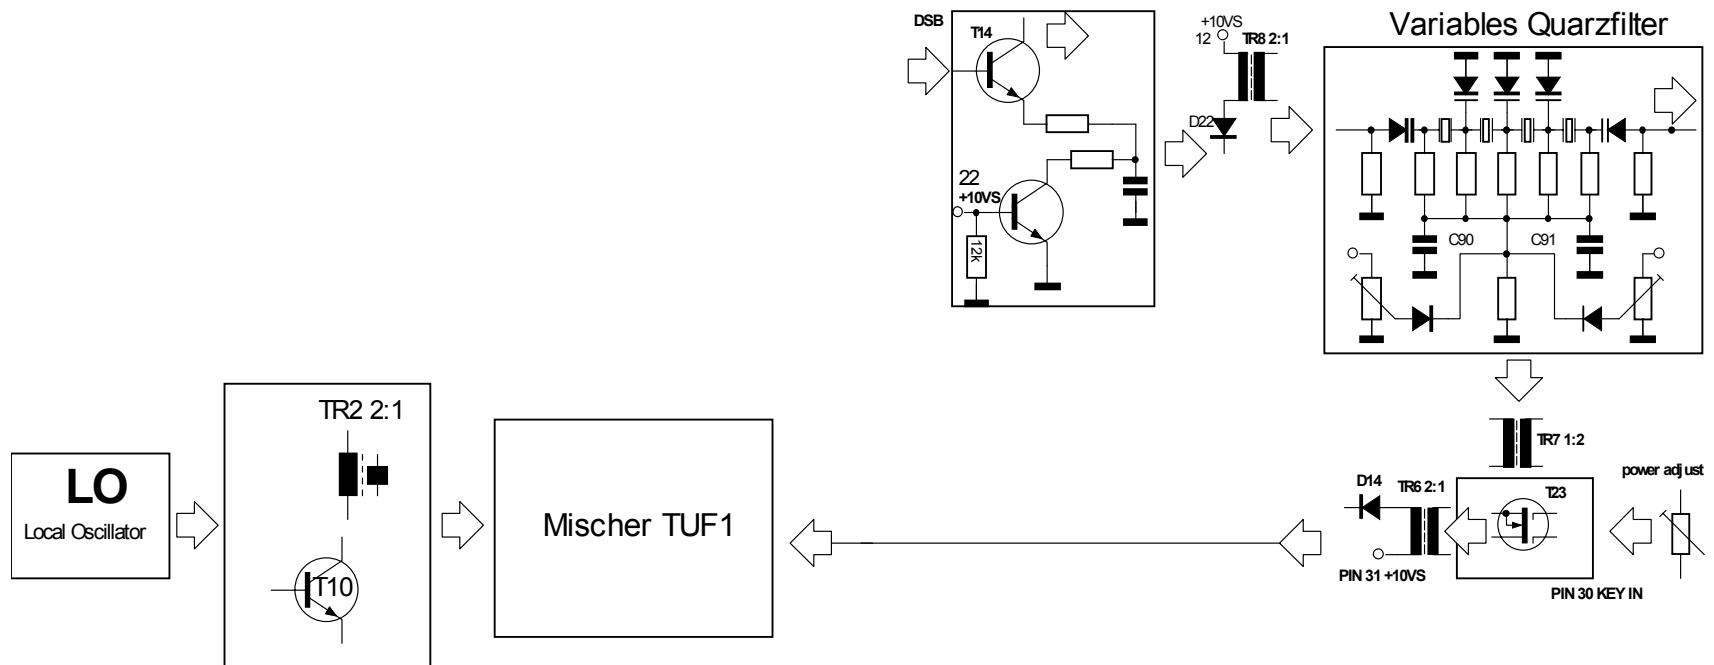 DSB
T14
22
+10VS
12k
+10VS
12
TR8 2:1
D22
Variables Quarzfilter
C90
C91
TR7 1:2
power adjust
T23
D14
TR6 2:1
PIN 31 +10VS
PIN 30 KEY IN
LO
Local Oscillator
TR2 2:1
T10
Mischer TUF1